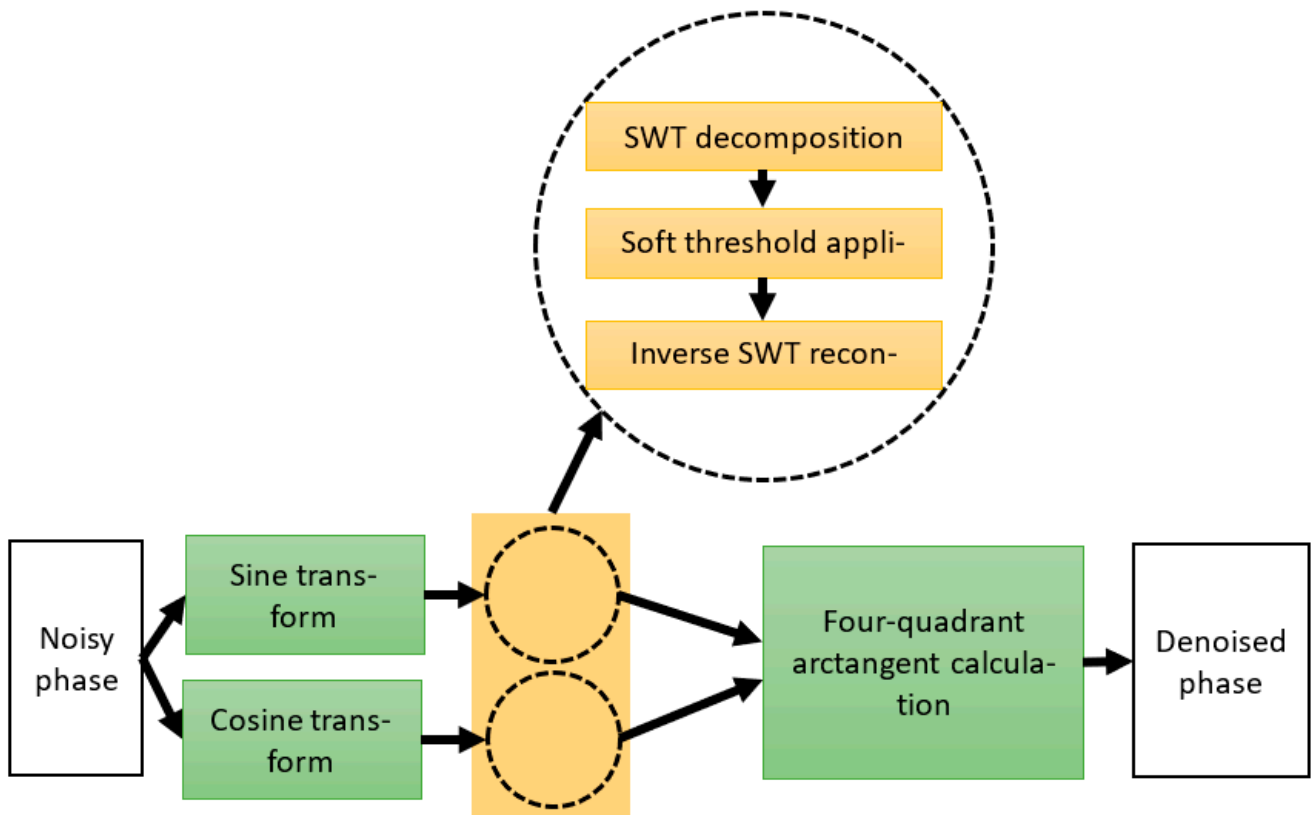 SWT decomposition
Soft threshold appli-
Inverse SWT recon-
Noisy
phase
Sine trans-
form
Cosine trans-
form
Four-quadrant
arctangent calcula-
tion
Denoised
phase